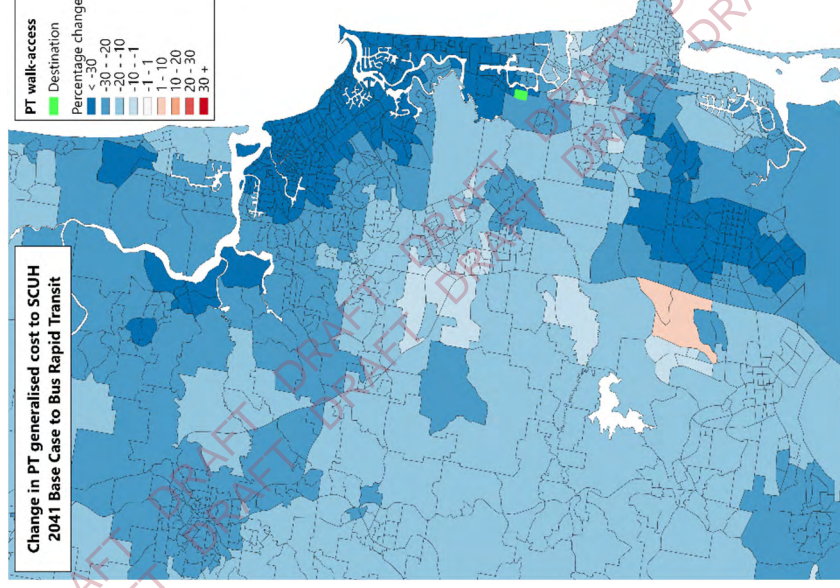 PT walk-access
Destination
Percentage change
< -30
-30 - -20
-20 - -10
-10 - -1
-1 - 1
1 - 10
10 - 20
20 - 30
30 +
Change in PT generalised cost to SCUH
2041 Base Case to Bus Rapid Transit
DRAFT DRAFT DRAFT DRAFT DRA
DRAFT DRAFT DRAFT DRAFT DRA